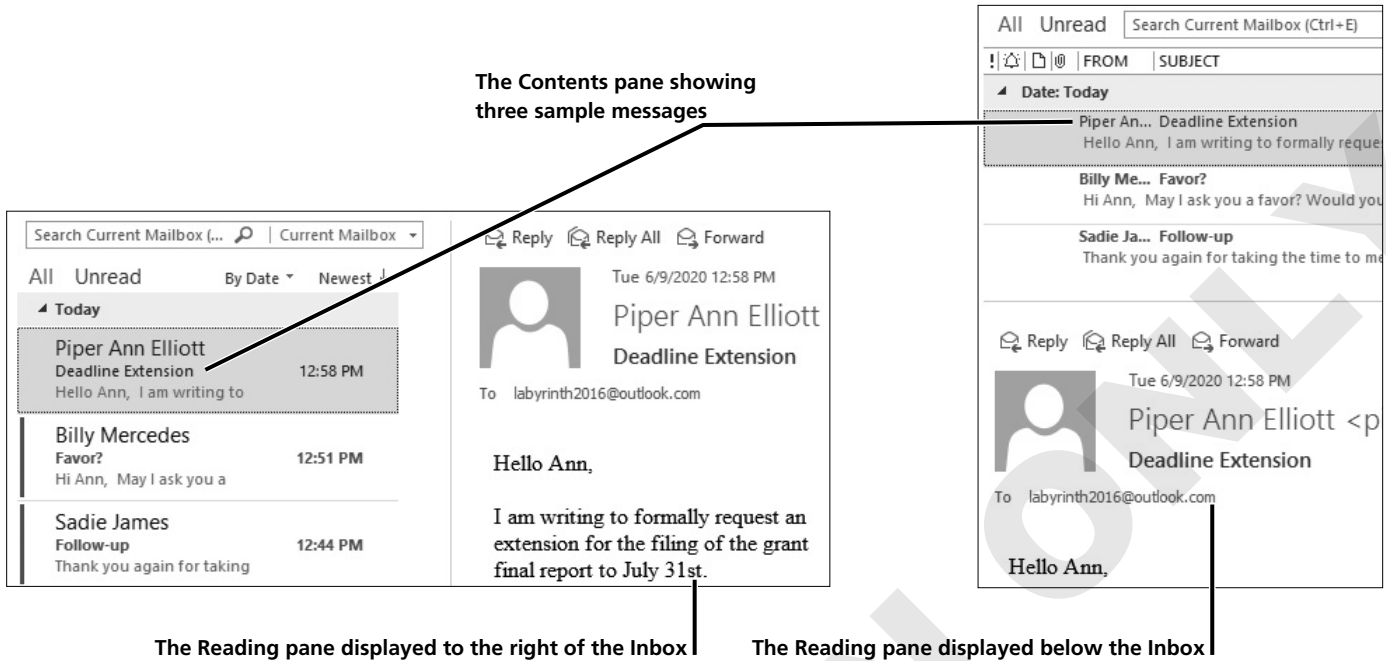 The Contents pane showing
three sample messages
Search Current Mailbox (... Current Mailbox
All Unread By Date Newest
Today
Piper Ann Elliott
Deadline Extension 12:58 PM
Hello Ann, I am writing to
Billy Mercedes
Favor? 12:51 PM
Hi Ann, May I ask you a
Sadie James
Follow-up 12:44 PM
Thank you again for taking
Reply Reply All Forward
Tue 6/9/2020 12:58 PM
Piper Ann Elliott
Deadline Extension
To labyrinth2016@outlook.com
Hello Ann,
I am writing to formally request an
extension for the filing of the grant
final report to July 31st.
The Reading pane displayed to the right of the Inbox
All Unread Search Current Mailbox (Ctrl+E)
! FROM SUBJECT
Date: Today
Piper An... Deadline Extension
Hello Ann, I am writing to formally reque
Billy Me... Favor?
Hi Ann, May I ask you a favor? Would you
Sadie Ja... Follow-up
Thank you again for taking the time to me
Reply Reply All Forward
Tue 6/9/2020 12:58 PM
Piper Ann Elliott <p
Deadline Extension
To labyrinth2016@outlook.com
Hello Ann,
The Reading pane displayed below the Inbox
ONLY